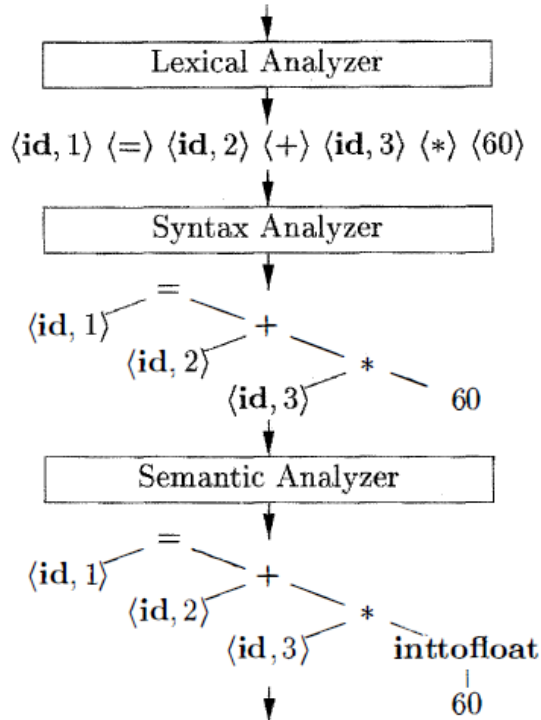 Lexical Analyzer
⟨id, 1⟩ ⟨=⟩ ⟨id, 2⟩ ⟨+⟩ ⟨id, 3⟩ ⟨*⟩ ⟨60⟩
Syntax Analyzer
=
⟨id, 1⟩ +
⟨id, 2⟩ *
⟨id, 3⟩ 60
Semantic Analyzer
=
⟨id, 1⟩ +
⟨id, 2⟩ *
⟨id, 3⟩ inttofloat
60